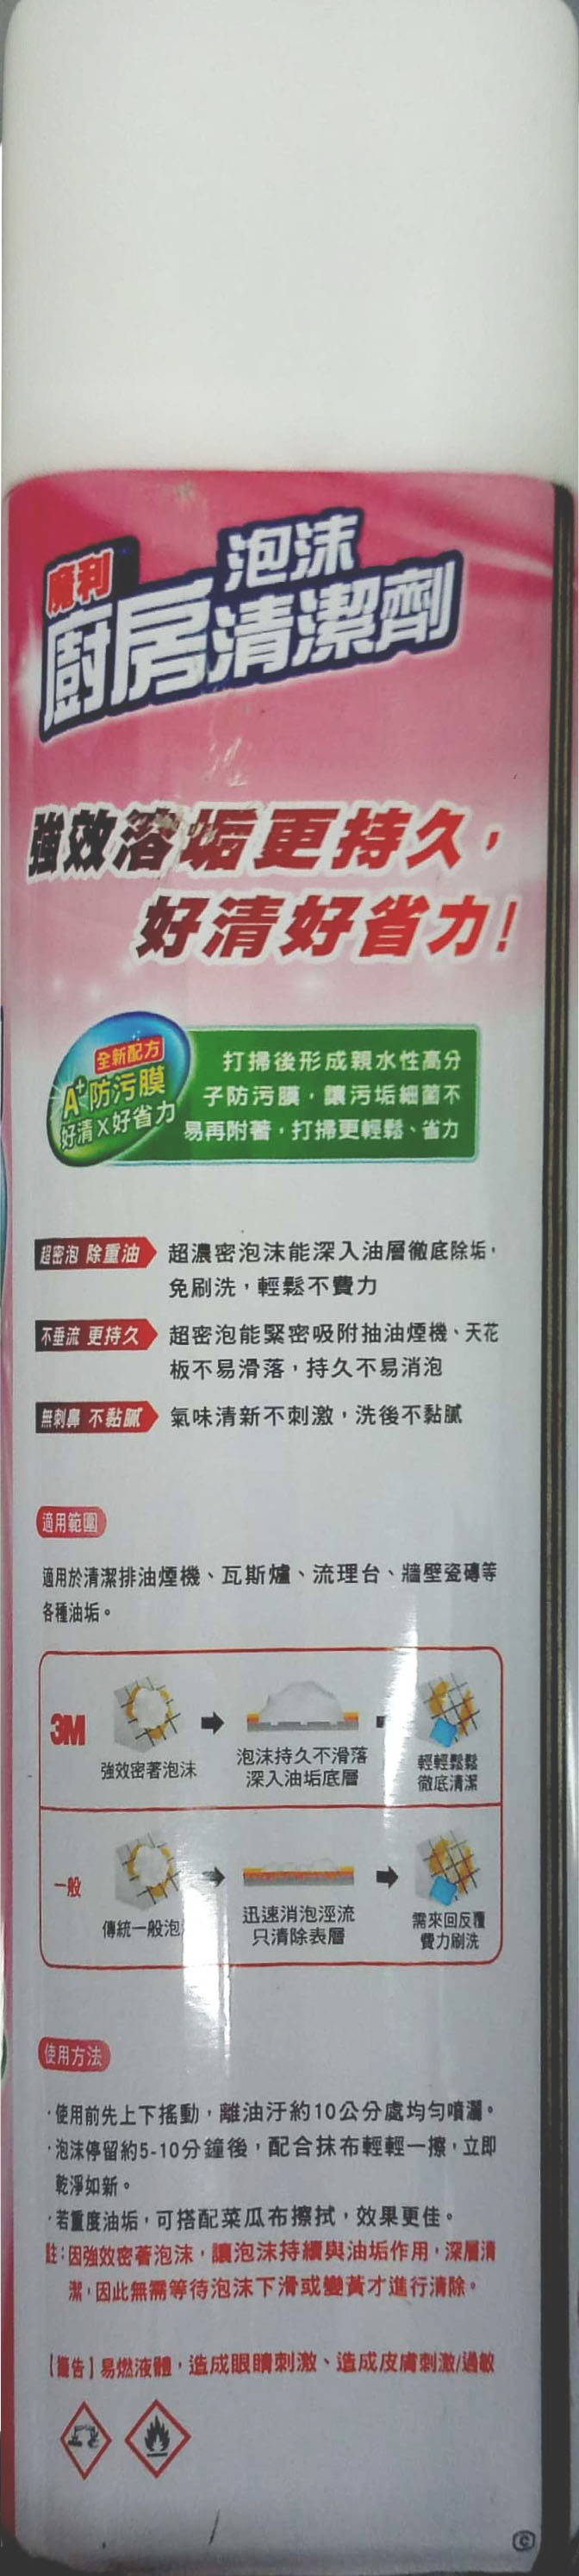 魔利
泡沫
廚房清潔劑
強效溶垢更持久，
好清好省力！
全新配方
A+防污膜
好清X好省力
打掃後形成親水性高分
子防污膜，讓污垢細菌不
易再附著，打掃更輕鬆、省力
超密泡 除重油 超濃密泡沫能深入油層徹底除垢，
免刷洗，輕鬆不費力
不垂流 更持久 超密泡能緊密吸附抽油煙機、天花
板不易滑落，持久不易消泡
無刺鼻 不黏膩 氣味清新不刺激，洗後不黏膩
適用範圍
適用於清潔排油煙機、瓦斯爐、流理台、牆壁瓷磚等
各種油垢。
3M
強效密著泡沫
泡沫持久不滑落
深入油垢底層
輕輕鬆鬆
徹底清潔
一般
傳統一般泡
迅速消泡溼流
只清除表層
需來回反覆
費力刷洗
使用方法
·使用前先上下搖動，離油汙約10公分處均勻噴灑。
·泡沫停留約5-10分鐘後，配合抹布輕輕一擦，立即
乾淨如新。
·若重度油垢，可搭配菜瓜布擦拭，效果更佳。
註：因強效密著泡沫，讓泡沫持續與油垢作用，深層清
潔，因此無需等待泡沫下滑或變黃才進行清除。
【警告】易燃液體，造成眼睛刺激、造成皮膚刺激/過敏
©